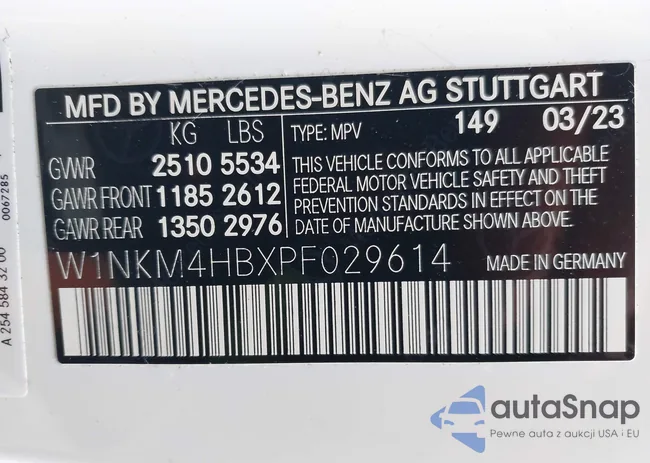 MFD BY MERCEDES-BENZ AG STUTTGART
KG LBS
GVWR 2510 5534
GAWR FRONT 1185 2612
GAWR REAR 1350 2976
TYPE: MPV 149 03/23
THIS VEHICLE CONFORMS TO ALL APPLICABLE
FEDERAL MOTOR VEHICLE SAFETY AND THEFT
PREVENTION STANDARDS IN EFFECT ON THE
DATE OF MANUFACTURE SHOWN ABOVE.
W1NKM4HBXPF029614 MADE IN GERMANY
A 254 584 32 00
0067285
autaSnap
Pewne auta z aukcji USA i EU